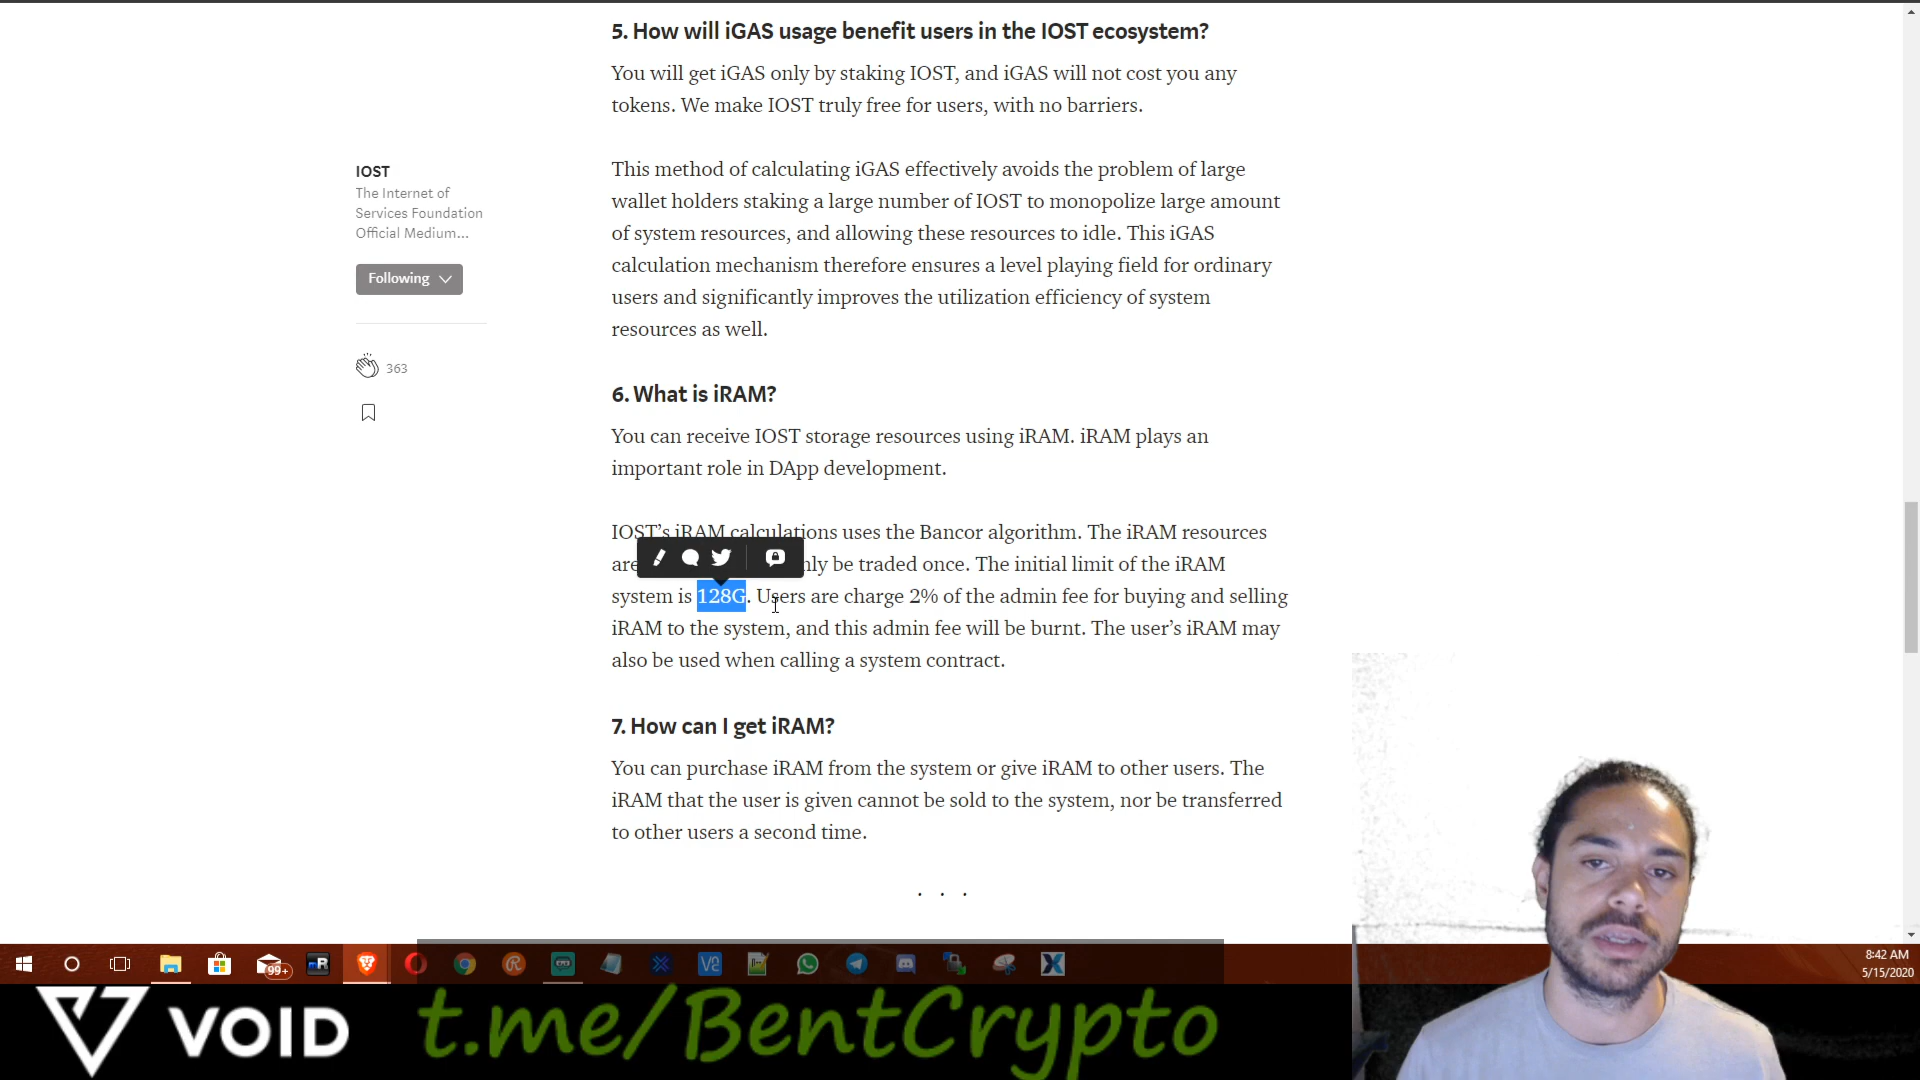 5. How will iGAS usage benefit users in the IOST ecosystem?
You will get iGAS only by staking IOST, and iGAS will not cost you any
tokens. We make IOST truly free for users, with no barriers.
IOST
The Internet of
Services Foundation
Official Medium...
Following
363
This method of calculating iGAS effectively avoids the problem of large
wallet holders staking a large number of IOST to monopolize large amount
of system resources, and allowing these resources to idle. This iGAS
calculation mechanism therefore ensures a level playing field for ordinary
users and significantly improves the utilization efficiency of system
resources as well.
6. What is iRAM?
You can receive IOST storage resources using iRAM. iRAM plays an
important role in DApp development.
IOST’s iRAM calculations uses the Bancor algorithm. The iRAM resources
are be traded once. The initial limit of the iRAM
system is 128G. Users are charge 2% of the admin fee for buying and selling
iRAM to the system, and this admin fee will be burnt. The user’s iRAM may
also be used when calling a system contract.
7. How can I get iRAM?
You can purchase iRAM from the system or give iRAM to other users. The
iRAM that the user is given cannot be sold to the system, nor be transferred
to other users a second time.
. . .
99+
R
V2
8:42 AM
5/15/2020
VOID
t.me/BentCrypto